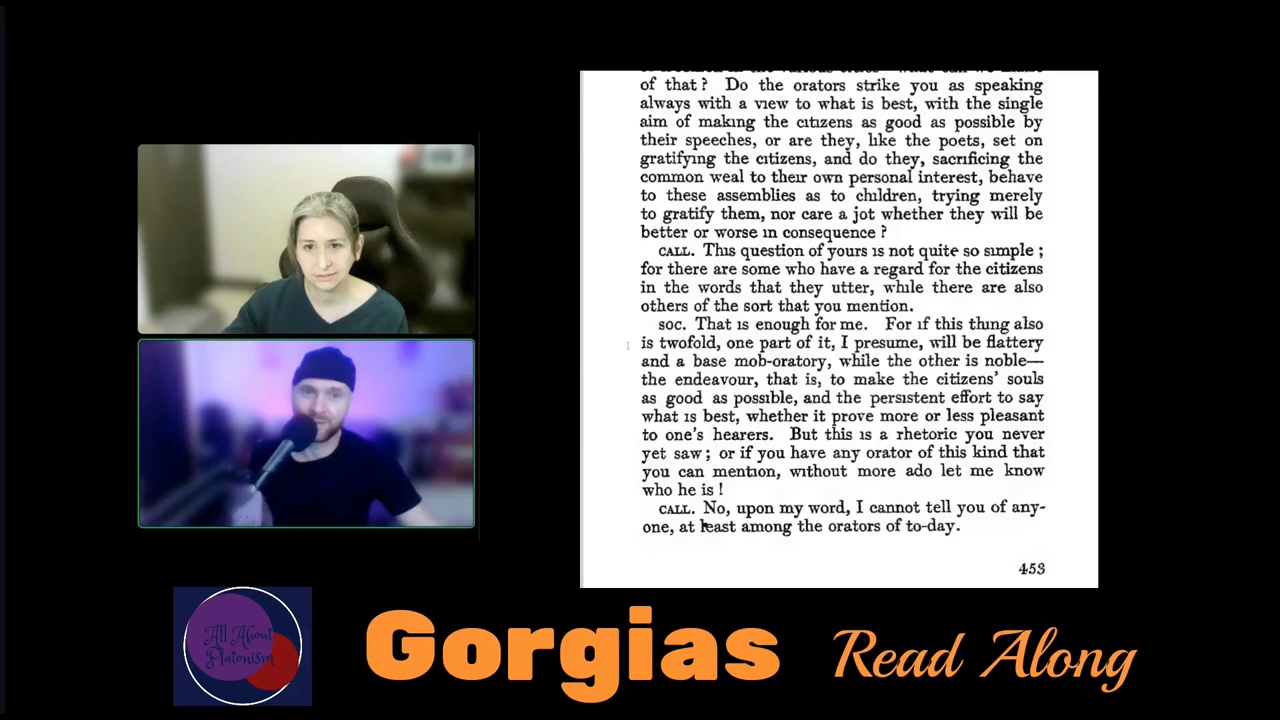 of that? Do the orators strike you as speaking
always with a view to what is best, with the single
aim of making the citizens as good as possible by
their speeches, or are they, like the poets, set on
gratifying the citizens, and do they, sacrificing the
common weal to their own personal interest, behave
to these assemblies as to children, trying merely
to gratify them, nor care a jot whether they will be
better or worse in consequence?
CALL. This question of yours is not quite so simple;
for there are some who have a regard for the citizens
in the words that they utter, while there are also
others of the sort that you mention.
SOC. That is enough for me. For if this thing also
is twofold, one part of it, I presume, will be flattery
and a base mob-oratory, while the other is noble—
the endeavour, that is, to make the citizens' souls
as good as possible, and the persistent effort to say
what is best, whether it prove more or less pleasant
to one's hearers. But this is a rhetoric you never
yet saw; or if you have any orator of this kind that
you can mention, without more ado let me know
who he is!
CALL. No, upon my word, I cannot tell you of any-
one, at least among the orators of to-day.
453
All About
Platonism
Gorgias Read Along